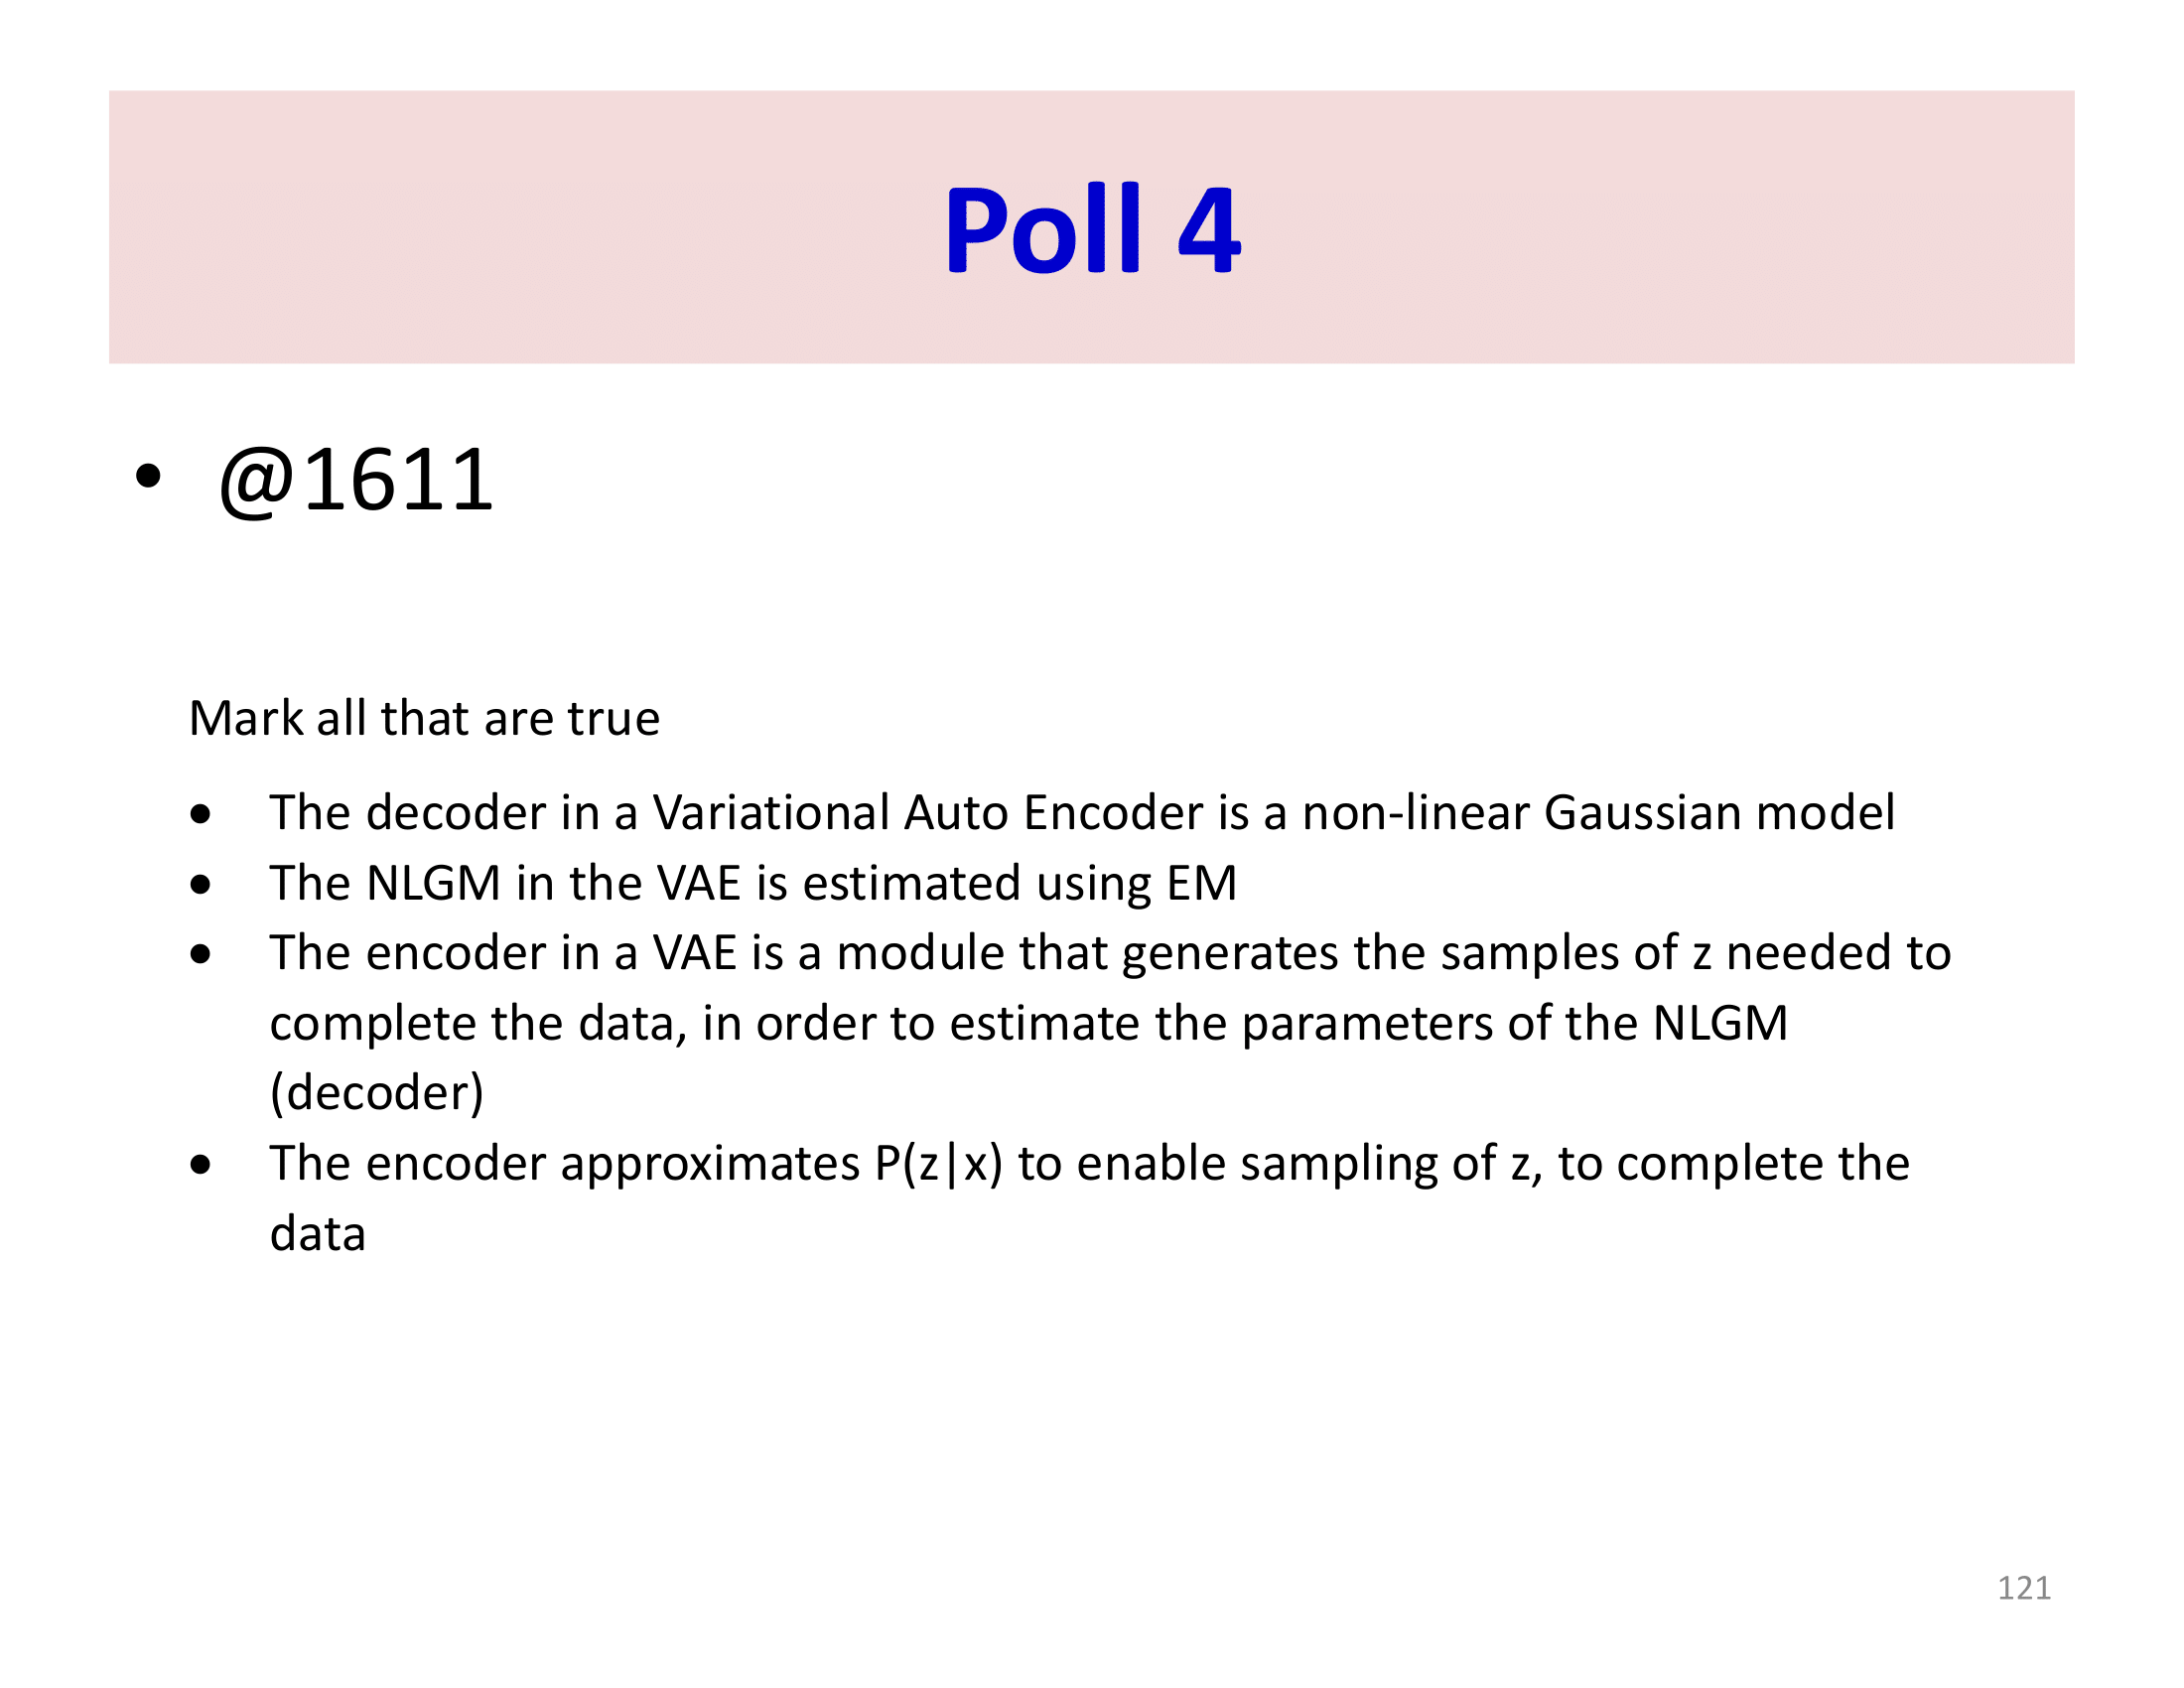 Poll 4
• @1611
Mark all that are true
• The decoder in a Variational Auto Encoder is a non-linear Gaussian model
• The NLGM in the VAE is estimated using EM
• The encoder in a VAE is a module that generates the samples of z needed to
complete the data, in order to estimate the parameters of the NLGM
(decoder)
• The encoder approximates P(z|x) to enable sampling of z, to complete the
data
121